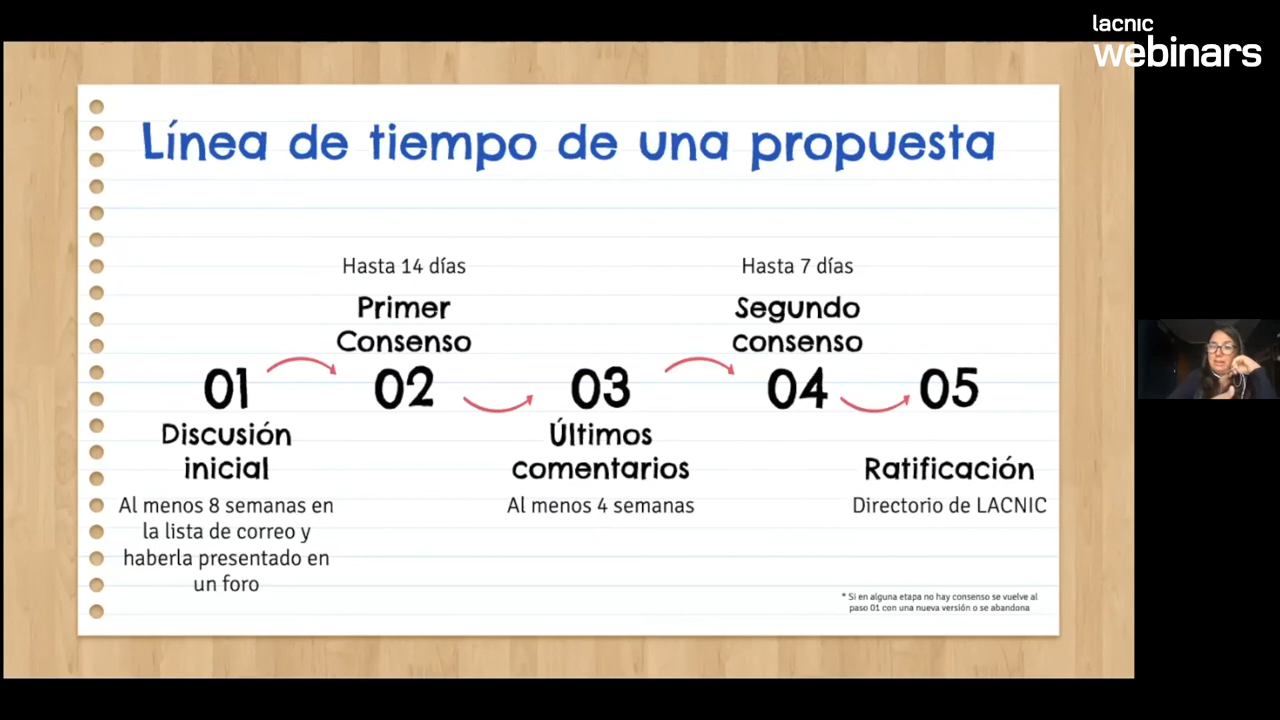 lacnic
webinars
Línea de tiempo de una propuesta
Hasta 14 días
Primer
Consenso
Hasta 7 días
Segundo
consenso
01
02
03
04
05
Discusión
inicial
Al menos 8 semanas en
la lista de correo y
haberla presentado en
un foro
Últimos
comentarios
Al menos 4 semanas
Ratificación
Directorio de LACNIC
* Si en alguna etapa no hay consenso se vuelve al
paso 01 con una nueva versión o se abandona